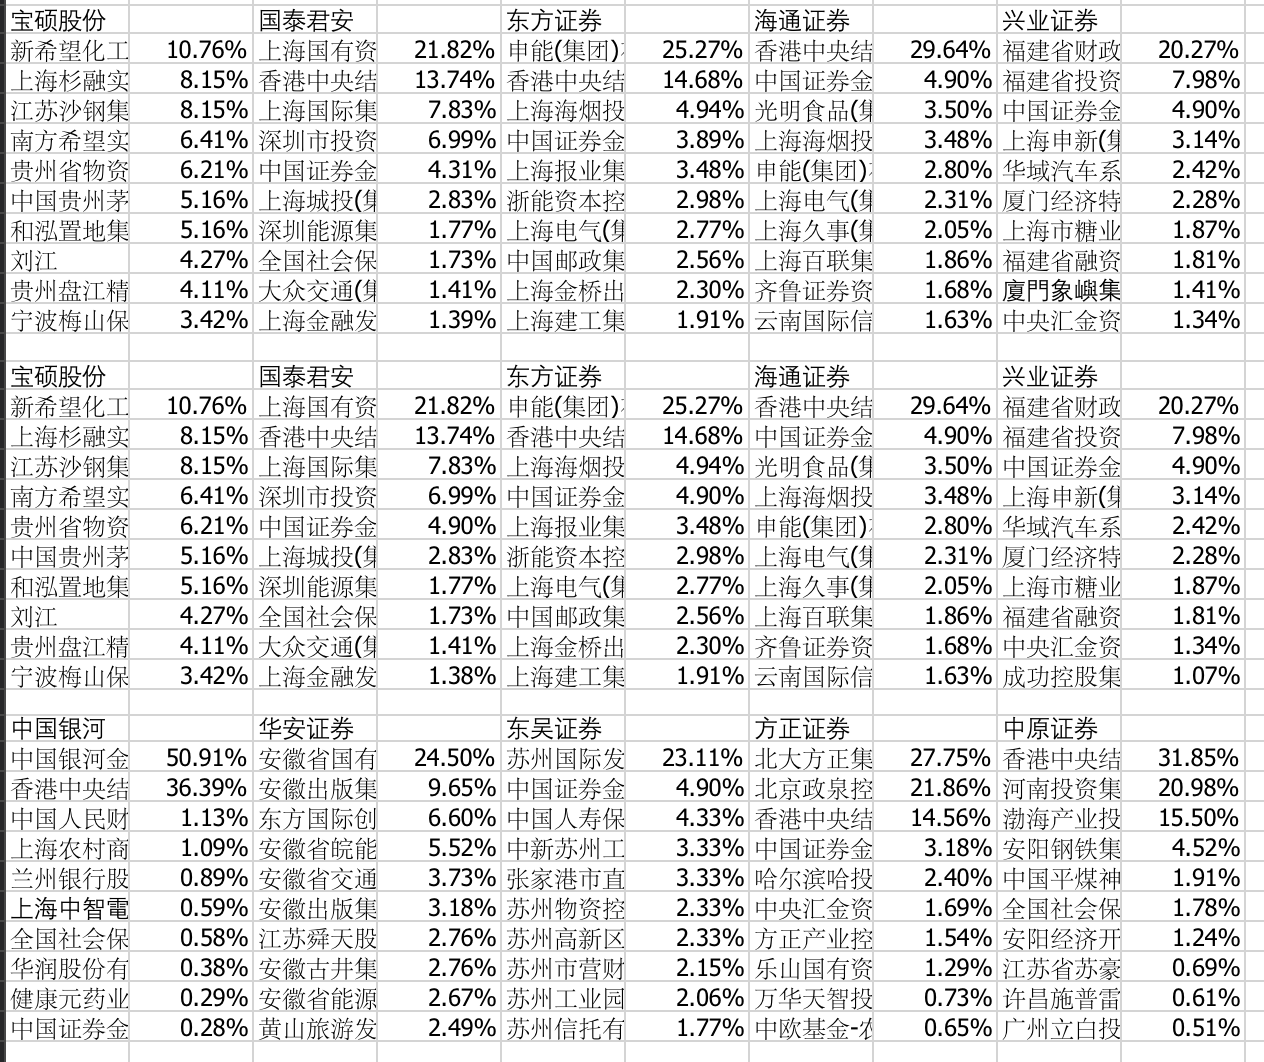 宝硕股份 国泰君安 东方证券 海通证券 兴业证券
新希望化工 10.76% 上海国有资 21.82% 申能(集团) 25.27% 香港中央结 29.64% 福建省财政 20.27%
上海杉融实 8.15% 香港中央结 13.74% 香港中央结 14.68% 中国证券金 4.90% 福建省投资 7.98%
江苏沙钢集 8.15% 上海国际集 7.83% 上海海烟投 4.94% 光明食品(集 3.50% 中国证券金 4.90%
南方希望实 6.41% 深圳市投资 6.99% 中国证券金 3.89% 上海海烟投 3.48% 上海申新(集 3.14%
贵州省物资 6.21% 中国证券金 4.31% 上海报业集 3.48% 申能(集团) 2.80% 华域汽车系 2.42%
中国贵州茅 5.16% 上海城投(集 2.83% 浙能资本控 2.98% 上海电气(集 2.31% 厦门经济特 2.28%
和泓置地集 5.16% 深圳能源集 1.77% 上海电气(集 2.77% 上海久事(集 2.05% 上海市糖业 1.87%
刘江 4.27% 全国社会保 1.73% 中国邮政集 2.56% 上海百联集 1.86% 福建省融资 1.81%
贵州盘江精 4.11% 大众交通(集 1.41% 上海金桥出 2.30% 齐鲁证券资 1.68% 廈門象嶼集 1.41%
宁波梅山保 3.42% 上海金融发 1.39% 上海建工集 1.91% 云南国际信 1.63% 中央汇金资 1.34%
宝硕股份 国泰君安 东方证券 海通证券 兴业证券
新希望化工 10.76% 上海国有资 21.82% 申能(集团) 25.27% 香港中央结 29.64% 福建省财政 20.27%
上海杉融实 8.15% 香港中央结 13.74% 香港中央结 14.68% 中国证券金 4.90% 福建省投资 7.98%
江苏沙钢集 8.15% 上海国际集 7.83% 上海海烟投 4.94% 光明食品(集 3.50% 中国证券金 4.90%
南方希望实 6.41% 深圳市投资 6.99% 中国证券金 4.90% 上海海烟投 3.48% 上海申新(集 3.14%
贵州省物资 6.21% 中国证券金 4.90% 上海报业集 3.48% 申能(集团) 2.80% 华域汽车系 2.42%
中国贵州茅 5.16% 上海城投(集 2.83% 浙能资本控 2.98% 上海电气(集 2.31% 厦门经济特 2.28%
和泓置地集 5.16% 深圳能源集 1.77% 上海电气(集 2.77% 上海久事(集 2.05% 上海市糖业 1.87%
刘江 4.27% 全国社会保 1.73% 中国邮政集 2.56% 上海百联集 1.86% 福建省融资 1.81%
贵州盘江精 4.11% 大众交通(集 1.41% 上海金桥出 2.30% 齐鲁证券资 1.68% 中央汇金资 1.34%
宁波梅山保 3.42% 上海金融发 1.38% 上海建工集 1.91% 云南国际信 1.63% 成功控股集 1.07%
中国银河 华安证券 东吴证券 方正证券 中原证券
中国银河金 50.91% 安徽省国有 24.50% 苏州国际发 23.11% 北大方正集 27.75% 香港中央结 31.85%
香港中央结 36.39% 安徽出版集 9.65% 中国证券金 4.90% 北京政泉控 21.86% 河南投资集 20.98%
中国人民财 1.13% 东方国际创 6.60% 中国人寿保 4.33% 香港中央结 14.56% 渤海产业投 15.50%
上海农村商 1.09% 安徽省皖能 5.52% 中新苏州工 3.33% 中国证券金 3.18% 安阳钢铁集 4.52%
兰州银行股 0.89% 安徽省交通 3.73% 张家港市直 3.33% 哈尔滨哈投 2.40% 中国平煤神 1.91%
上海中智電 0.59% 安徽出版集 3.18% 苏州物资控 2.33% 中央汇金资 1.69% 全国社会保 1.78%
全国社会保 0.58% 江苏舜天股 2.76% 苏州高新区 2.33% 方正产业控 1.54% 安阳经济开 1.24%
华润股份有 0.38% 安徽古井集 2.76% 苏州市营财 2.15% 乐山国有资 1.29% 江苏省苏豪 0.69%
健康元药业 0.29% 安徽省能源 2.67% 苏州工业园 2.06% 万华天智投 0.73% 许昌施普雷 0.61%
中国证券金 0.28% 黄山旅游发 2.49% 苏州信托有 1.77% 中欧基金-农 0.65% 广州立白投 0.51%